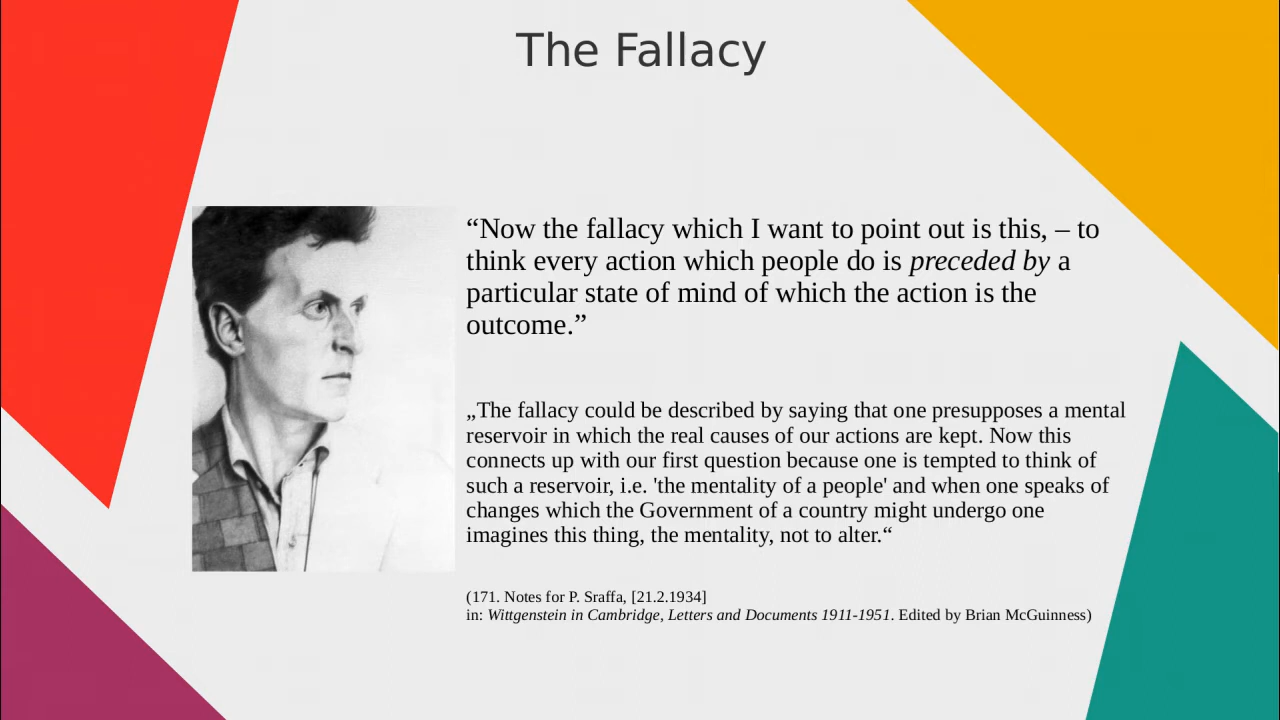 The Fallacy
“Now the fallacy which I want to point out is this, – to
think every action which people do is preceded by a
particular state of mind of which the action is the
outcome.”
„The fallacy could be described by saying that one presupposes a mental
reservoir in which the real causes of our actions are kept. Now this
connects up with our first question because one is tempted to think of
such a reservoir, i.e. 'the mentality of a people' and when one speaks of
changes which the Government of a country might undergo one
imagines this thing, the mentality, not to alter.“
(171. Notes for P. Sraffa, [21.2.1934]
in: Wittgenstein in Cambridge, Letters and Documents 1911-1951. Edited by Brian McGuinness)